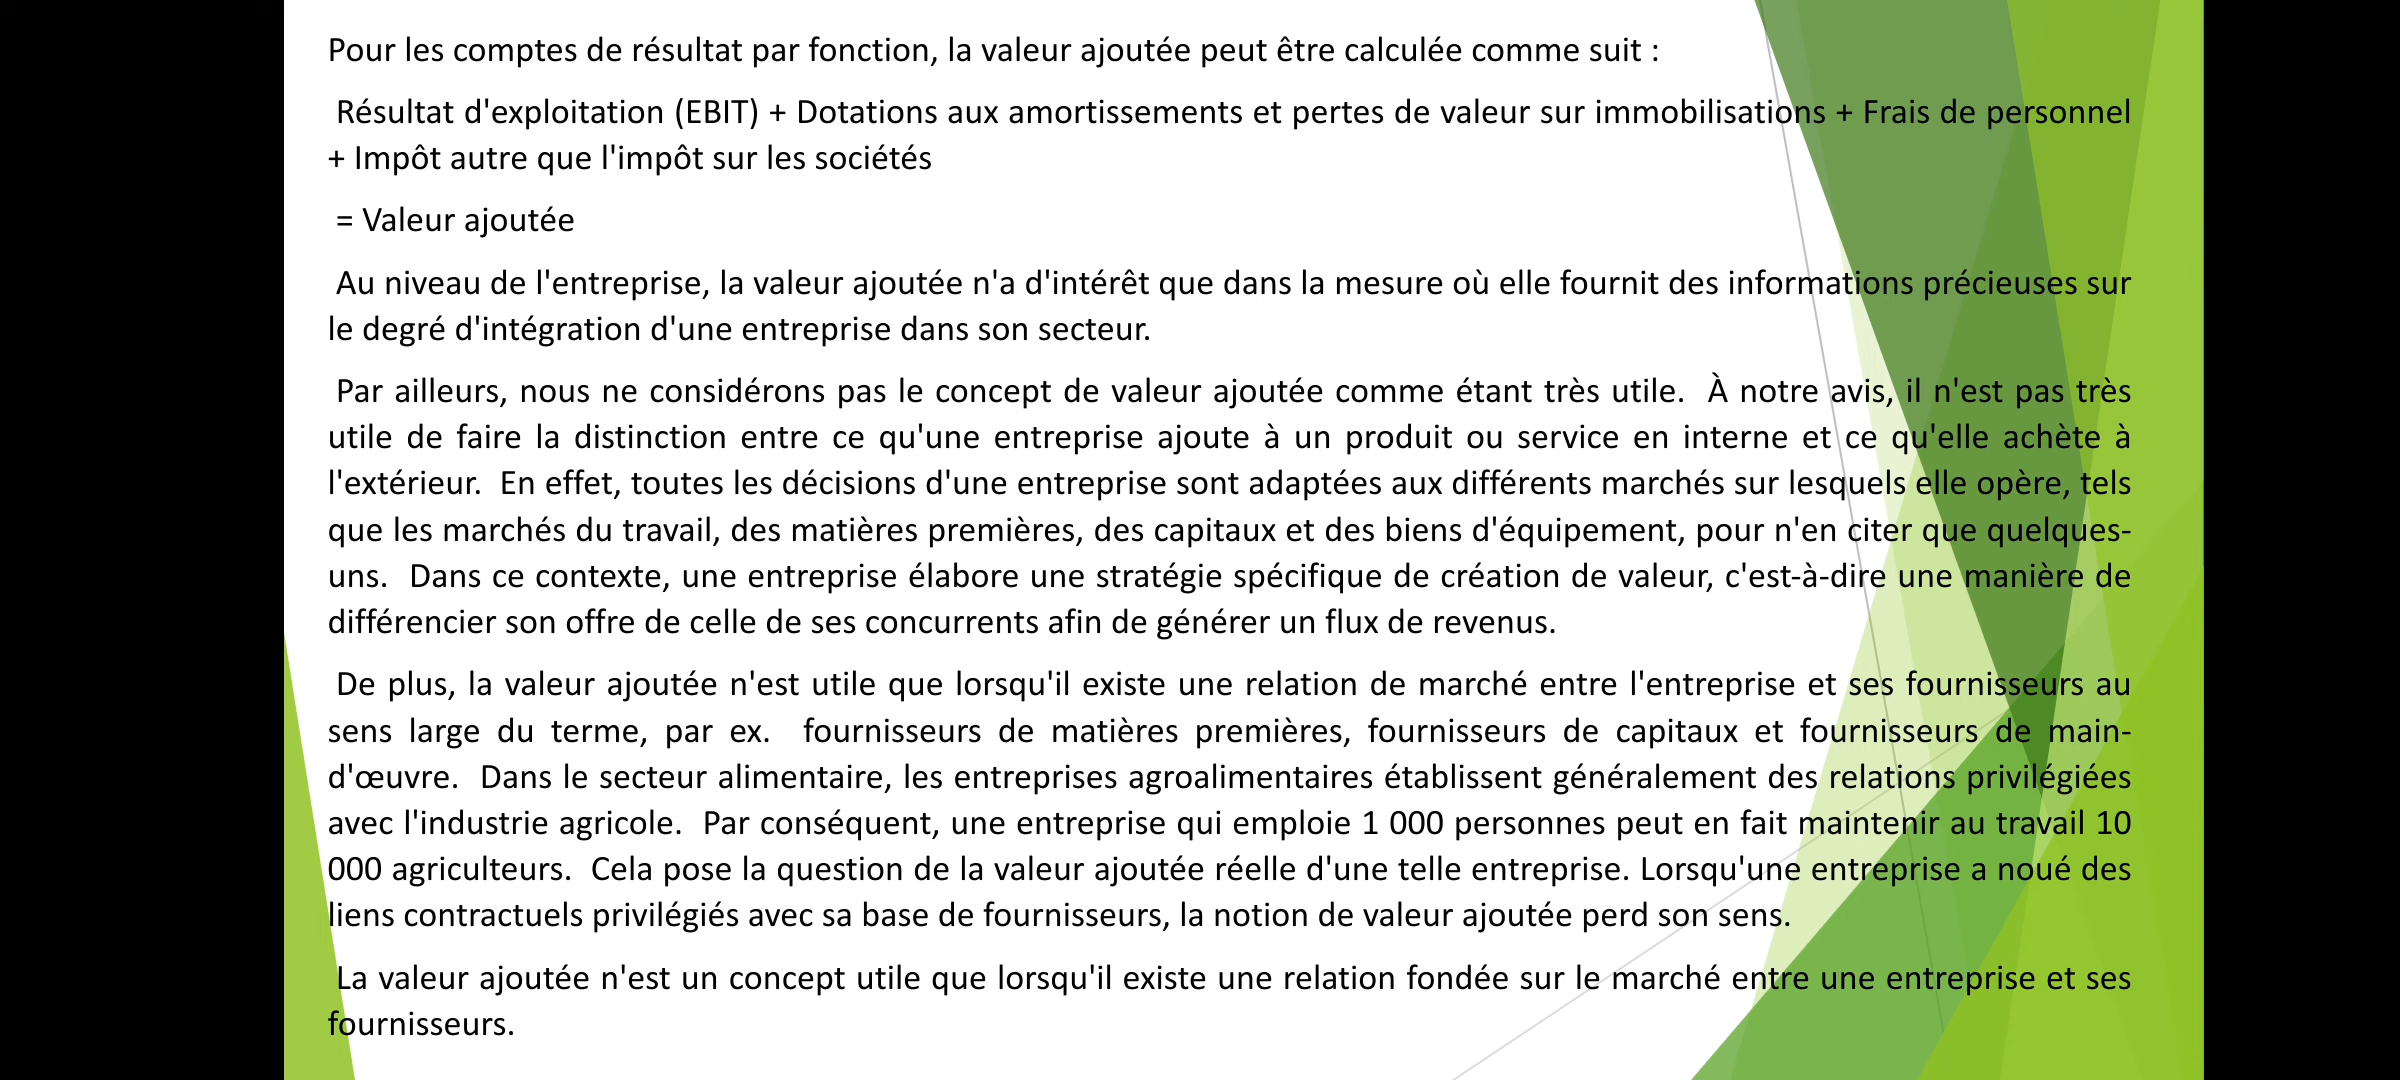 Pour les comptes de résultat par fonction, la valeur ajoutée peut être calculée comme suit :
Résultat d'exploitation (EBIT) + Dotations aux amortissements et pertes de valeur sur immobilisations + Frais de personnel
+ Impôt autre que l'impôt sur les sociétés
= Valeur ajoutée
Au niveau de l'entreprise, la valeur ajoutée n'a d'intérêt que dans la mesure où elle fournit des informations précieuses sur
le degré d'intégration d'une entreprise dans son secteur.
Par ailleurs, nous ne considérons pas le concept de valeur ajoutée comme étant très utile. À notre avis, il n'est pas très
utile de faire la distinction entre ce qu'une entreprise ajoute à un produit ou service en interne et ce qu'elle achète à
l'extérieur. En effet, toutes les décisions d'une entreprise sont adaptées aux différents marchés sur lesquels elle opère, tels
que les marchés du travail, des matières premières, des capitaux et des biens d'équipement, pour n'en citer que quelques-
uns. Dans ce contexte, une entreprise élabore une stratégie spécifique de création de valeur, c'est-à-dire une manière de
différencier son offre de celle de ses concurrents afin de générer un flux de revenus.
De plus, la valeur ajoutée n'est utile que lorsqu'il existe une relation de marché entre l'entreprise et ses fournisseurs au
sens large du terme, par ex. fournisseurs de matières premières, fournisseurs de capitaux et fournisseurs de main-
d'œuvre. Dans le secteur alimentaire, les entreprises agroalimentaires établissent généralement des relations privilégiées
avec l'industrie agricole. Par conséquent, une entreprise qui emploie 1 000 personnes peut en fait maintenir au travail 10
000 agriculteurs. Cela pose la question de la valeur ajoutée réelle d'une telle entreprise. Lorsqu'une entreprise a noué des
liens contractuels privilégiés avec sa base de fournisseurs, la notion de valeur ajoutée perd son sens.
La valeur ajoutée n'est un concept utile que lorsqu'il existe une relation fondée sur le marché entre une entreprise et ses
fournisseurs.